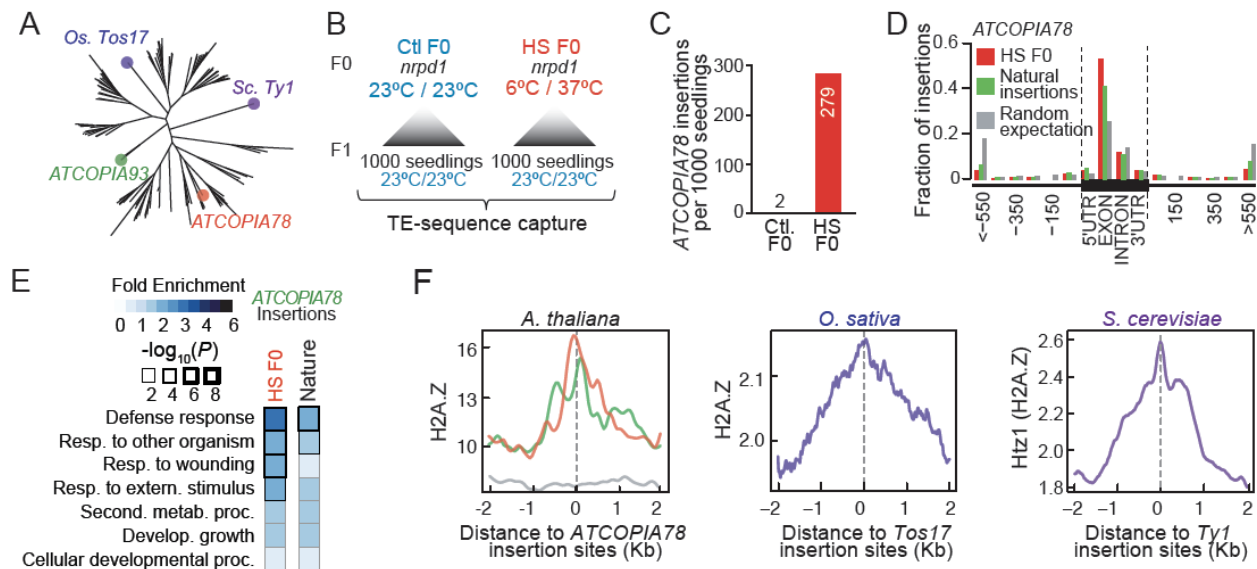 A
Os. Tos17
Sc. Ty1
ATCOPIA93
ATCOPIA78
B
Ctl F0
HS F0
F0
nrpd1
nrpd1
23ºC / 23ºC
6ºC / 37ºC
F1
1000 seedlings
1000 seedlings
23ºC/23ºC
23ºC/23ºC
TE-sequence capture
C
ATCOPIA78 insertions
per 1000 seedlings
300
200
100
0
2
279
Ctl.
F0
HS
F0
D
ATCOPIA78
HS F0
Natural
insertions
Random
expectation
Fraction of insertions
0.6
0.4
0.2
0
<-550
-350
-150
5'UTR
EXON
INTRON
3'UTR
150
350
>550
E
Fold Enrichment
0 1 2 3 4 5 6
ATCOPIA78
Insertions
-log10(P)
2 4 6 8
HS F0
Nature
Defense response
Resp. to other organism
Resp. to wounding
Resp. to extern. stimulus
Second. metab. proc.
Develop. growth
Cellular developmental proc.
F
A. thaliana
H2A.Z
16
13
10
-2 -1 0 1 2
Distance to ATCOPIA78
insertion sites (Kb)
O. sativa
H2A.Z
2.1
2.0
-2 -1 0 1 2
Distance to Tos17
insertion sites (Kb)
S. cerevisiae
Htz1 (H2A.Z)
2.6
2.4
2.2
2.0
1.8
-2 -1 0 1 2
Distance to Ty1
insertion sites (Kb)